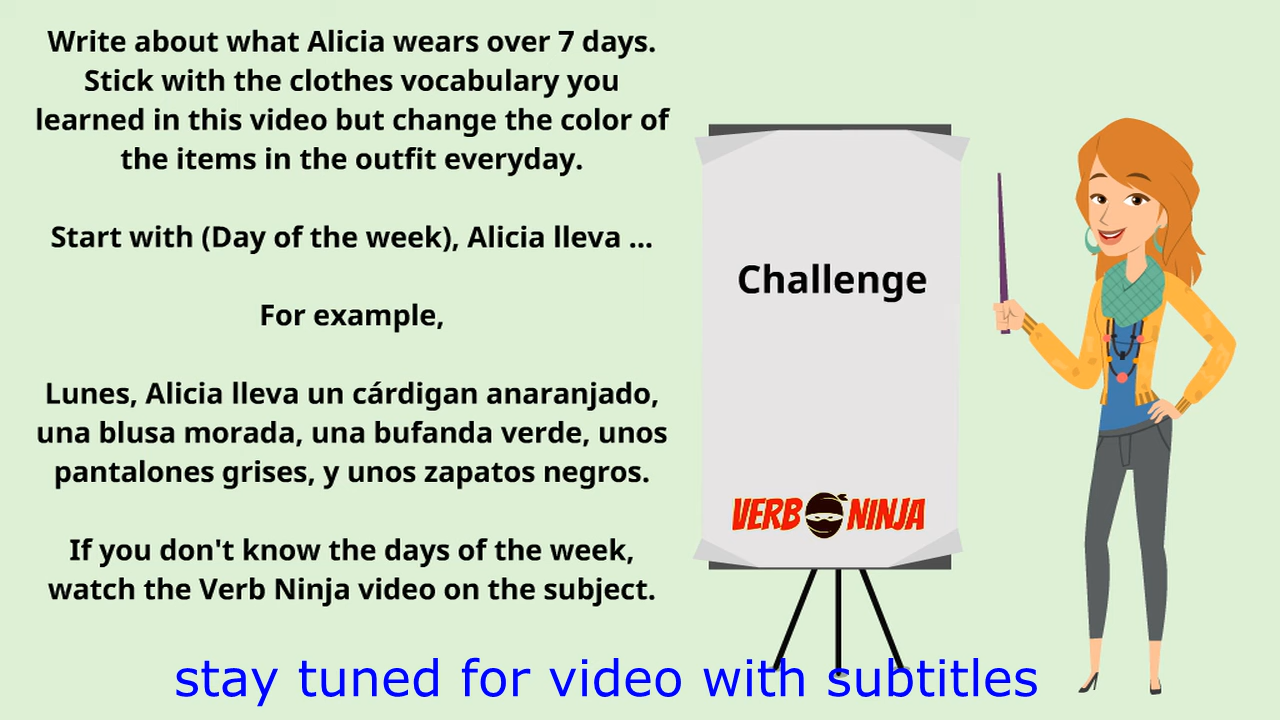 Write about what Alicia wears over 7 days.
Stick with the clothes vocabulary you
learned in this video but change the color of
the items in the outfit everyday.
Start with (Day of the week), Alicia lleva ...
For example,
Lunes, Alicia lleva un cárdigan anaranjado,
una blusa morada, una bufanda verde, unos
pantalones grises, y unos zapatos negros.
If you don't know the days of the week,
watch the Verb Ninja video on the subject.
Challenge
VERB NINJA
stay tuned for video with subtitles